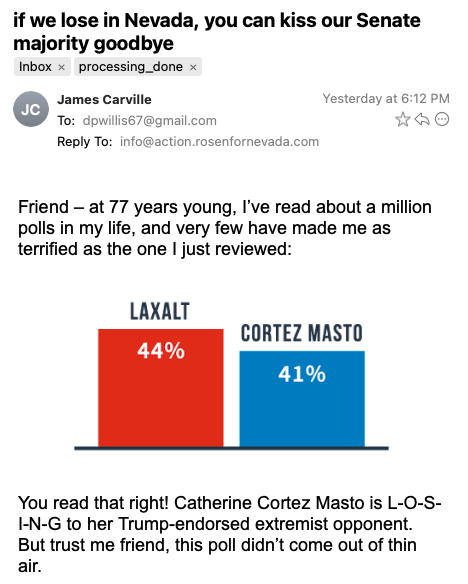 if we lose in Nevada, you can kiss our Senate
majority goodbye
Inbox × processing_done ×
JC
James Carville
Yesterday at 6:12 PM
To: dpwillis67@gmail.com
Reply To: info@action.rosenfornevada.com
Friend – at 77 years young, I’ve read about a million
polls in my life, and very few have made me as
terrified as the one I just reviewed:
LAXALT
44%
CORTEZ MASTO
41%
You read that right! Catherine Cortez Masto is L-O-S-
I-N-G to her Trump-endorsed extremist opponent.
But trust me friend, this poll didn’t come out of thin
air.